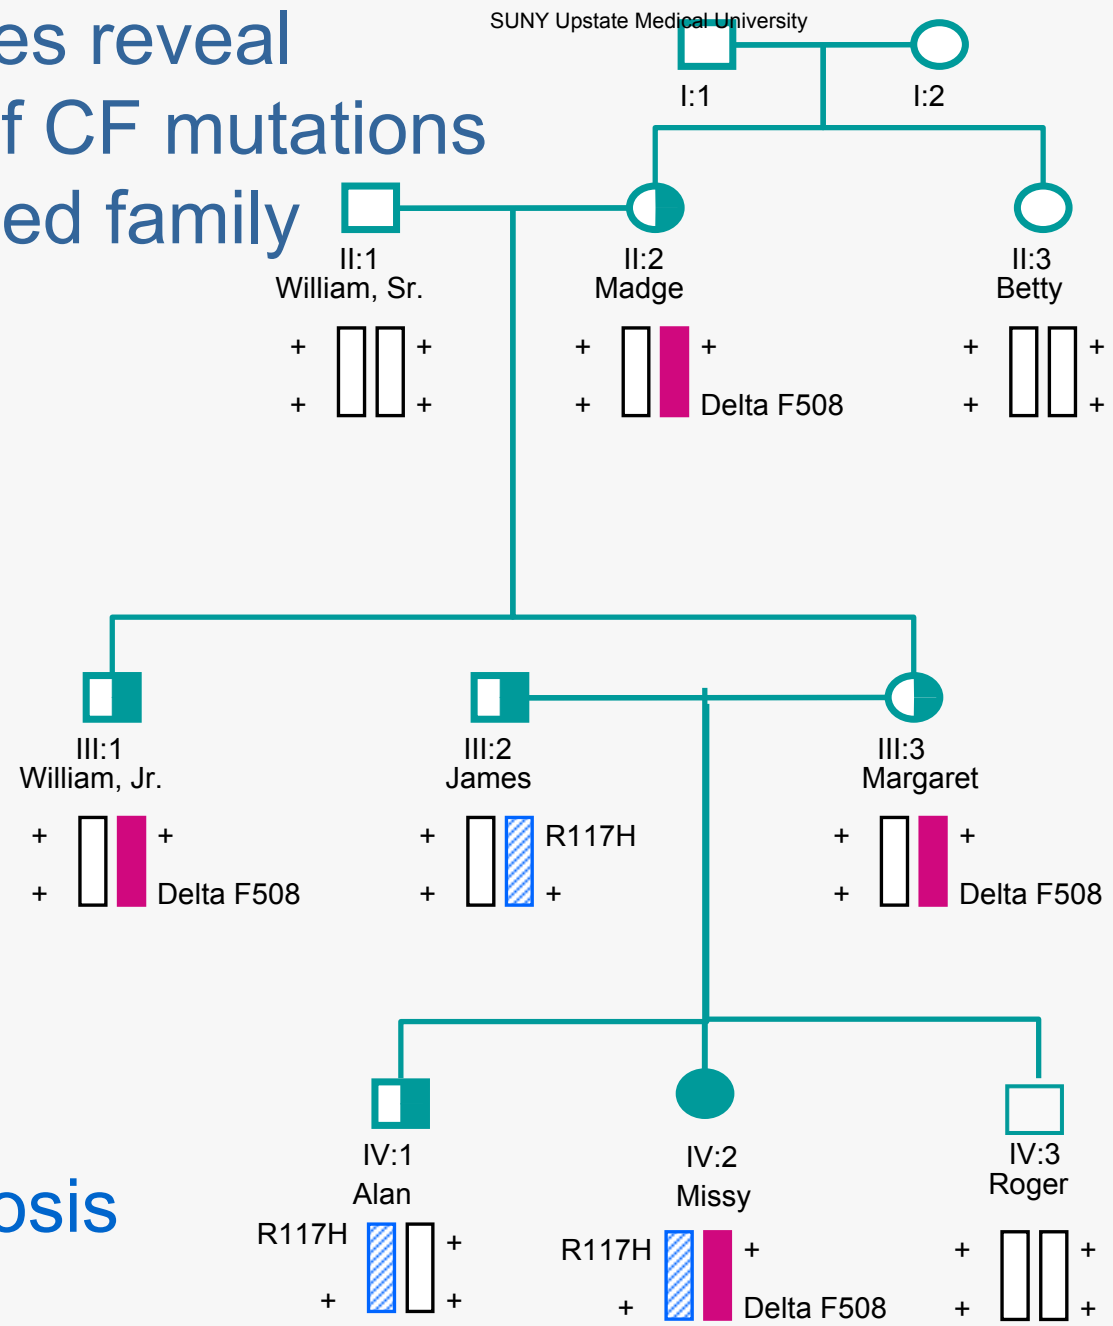 SUNY Upstate Medical University
es reveal
f CF mutations
ed family
I:1 I:2
II:1 II:2 II:3
William, Sr. Madge Betty
+ + + + + +
+ + + Delta F508 + +
III:1 III:2 III:3
William, Jr. James Margaret
+ + + R117H + +
+ Delta F508 + + + Delta F508
IV:1 IV:2 IV:3
Alan Missy Roger
osis
R117H + R117H + + +
+ + + Delta F508 + +